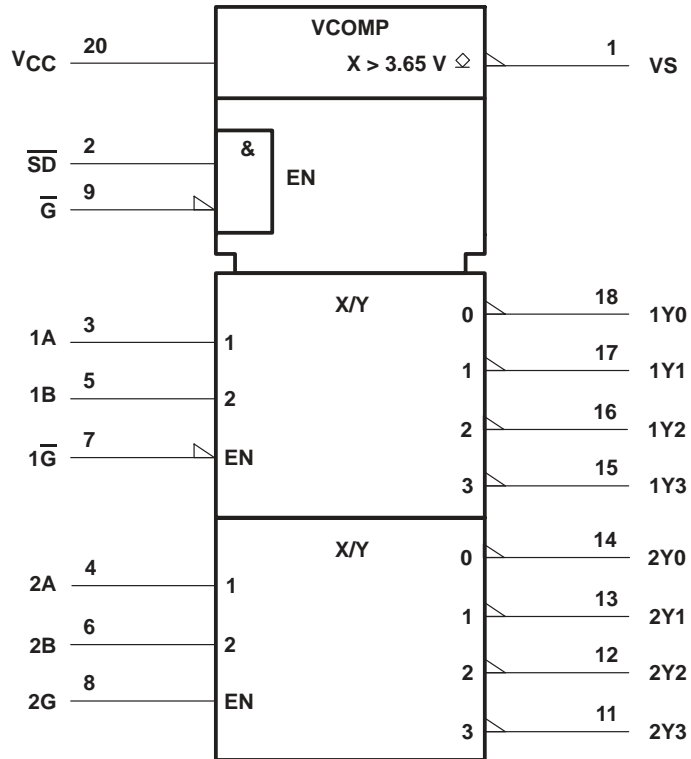 VCOMP
VCC 20
X > 3.65 V
1 VS
SD 2
&
EN
G 9
X/Y
1A 3 1
1B 5 2
1G 7 EN
0 18 1Y0
1 17 1Y1
2 16 1Y2
3 15 1Y3
X/Y
2A 4 1
2B 6 2
2G 8 EN
0 14 2Y0
1 13 2Y1
2 12 2Y2
3 11 2Y3